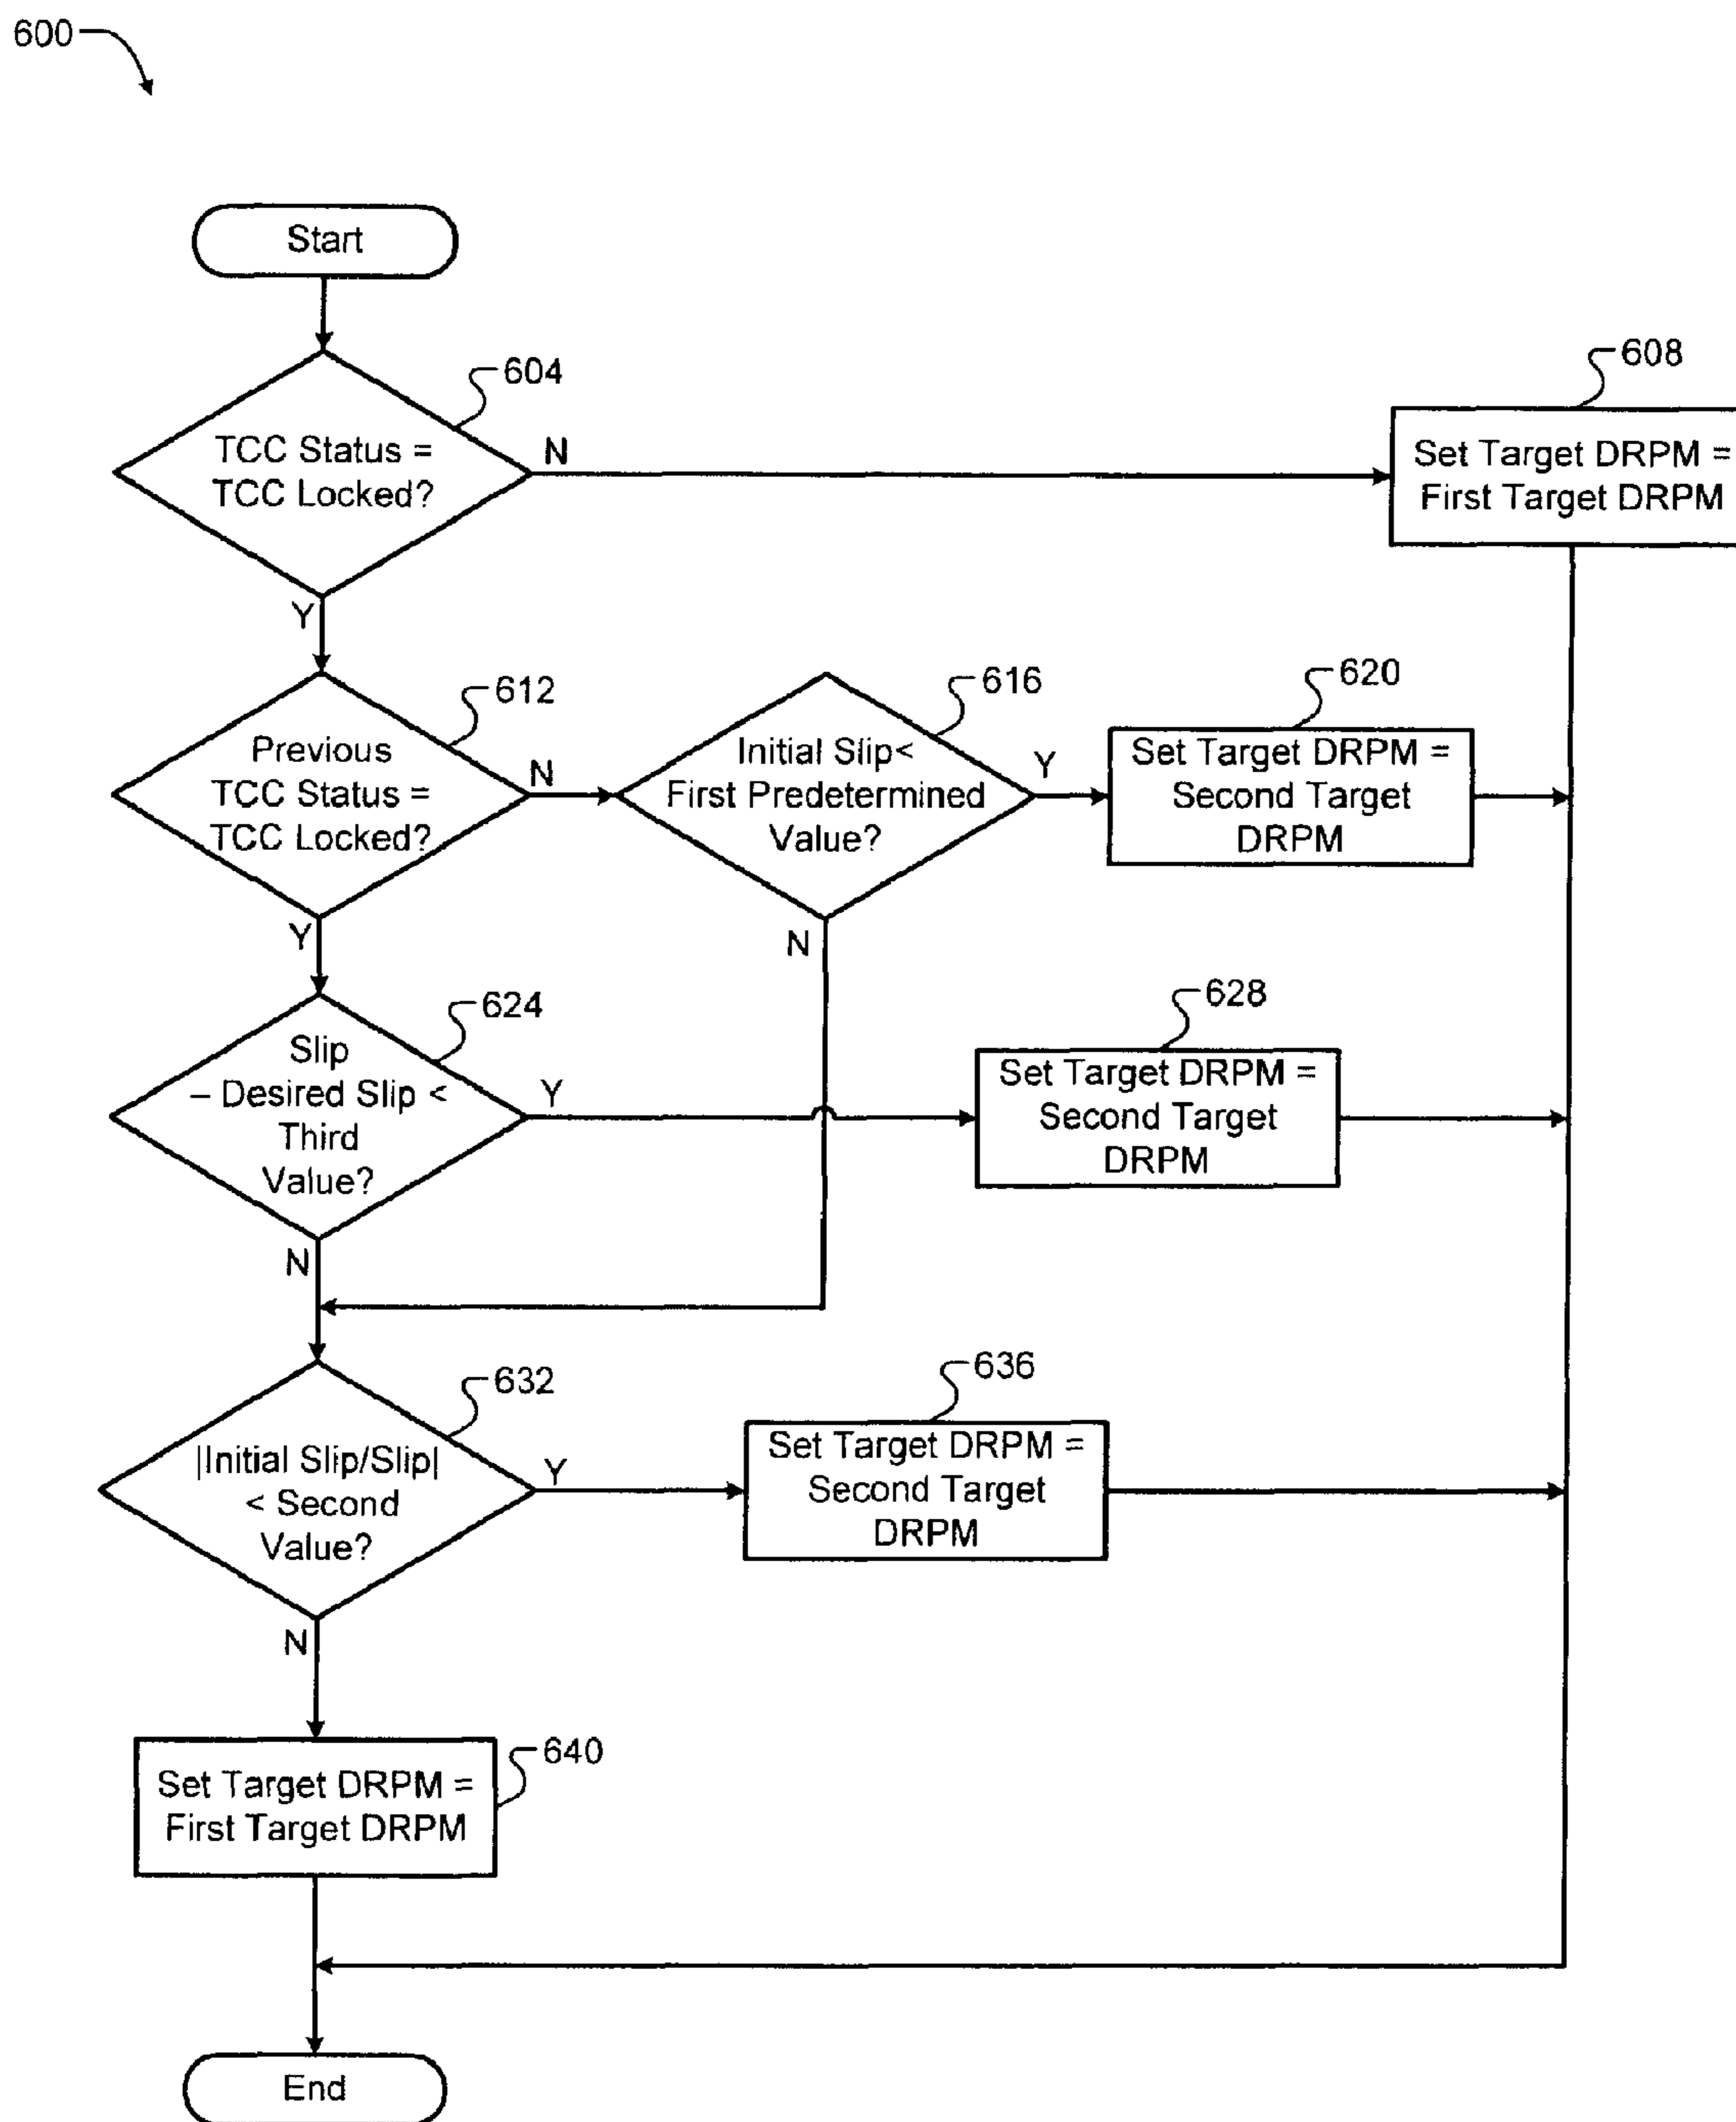 600
Start
604
TCC Status =
TCC Locked?
N
Y
608
Set Target DRPM =
First Target DRPM
612
Previous
TCC Status =
TCC Locked?
N
Y
616
Initial Slip<
First Predetermined
Value?
Y
N
620
Set Target DRPM =
Second Target
DRPM
624
Slip
– Desired Slip <
Third
Value?
Y
N
628
Set Target DRPM =
Second Target
DRPM
632
|Initial Slip/Slip|
< Second
Value?
Y
N
636
Set Target DRPM =
Second Target
DRPM
640
Set Target DRPM =
First Target DRPM
End